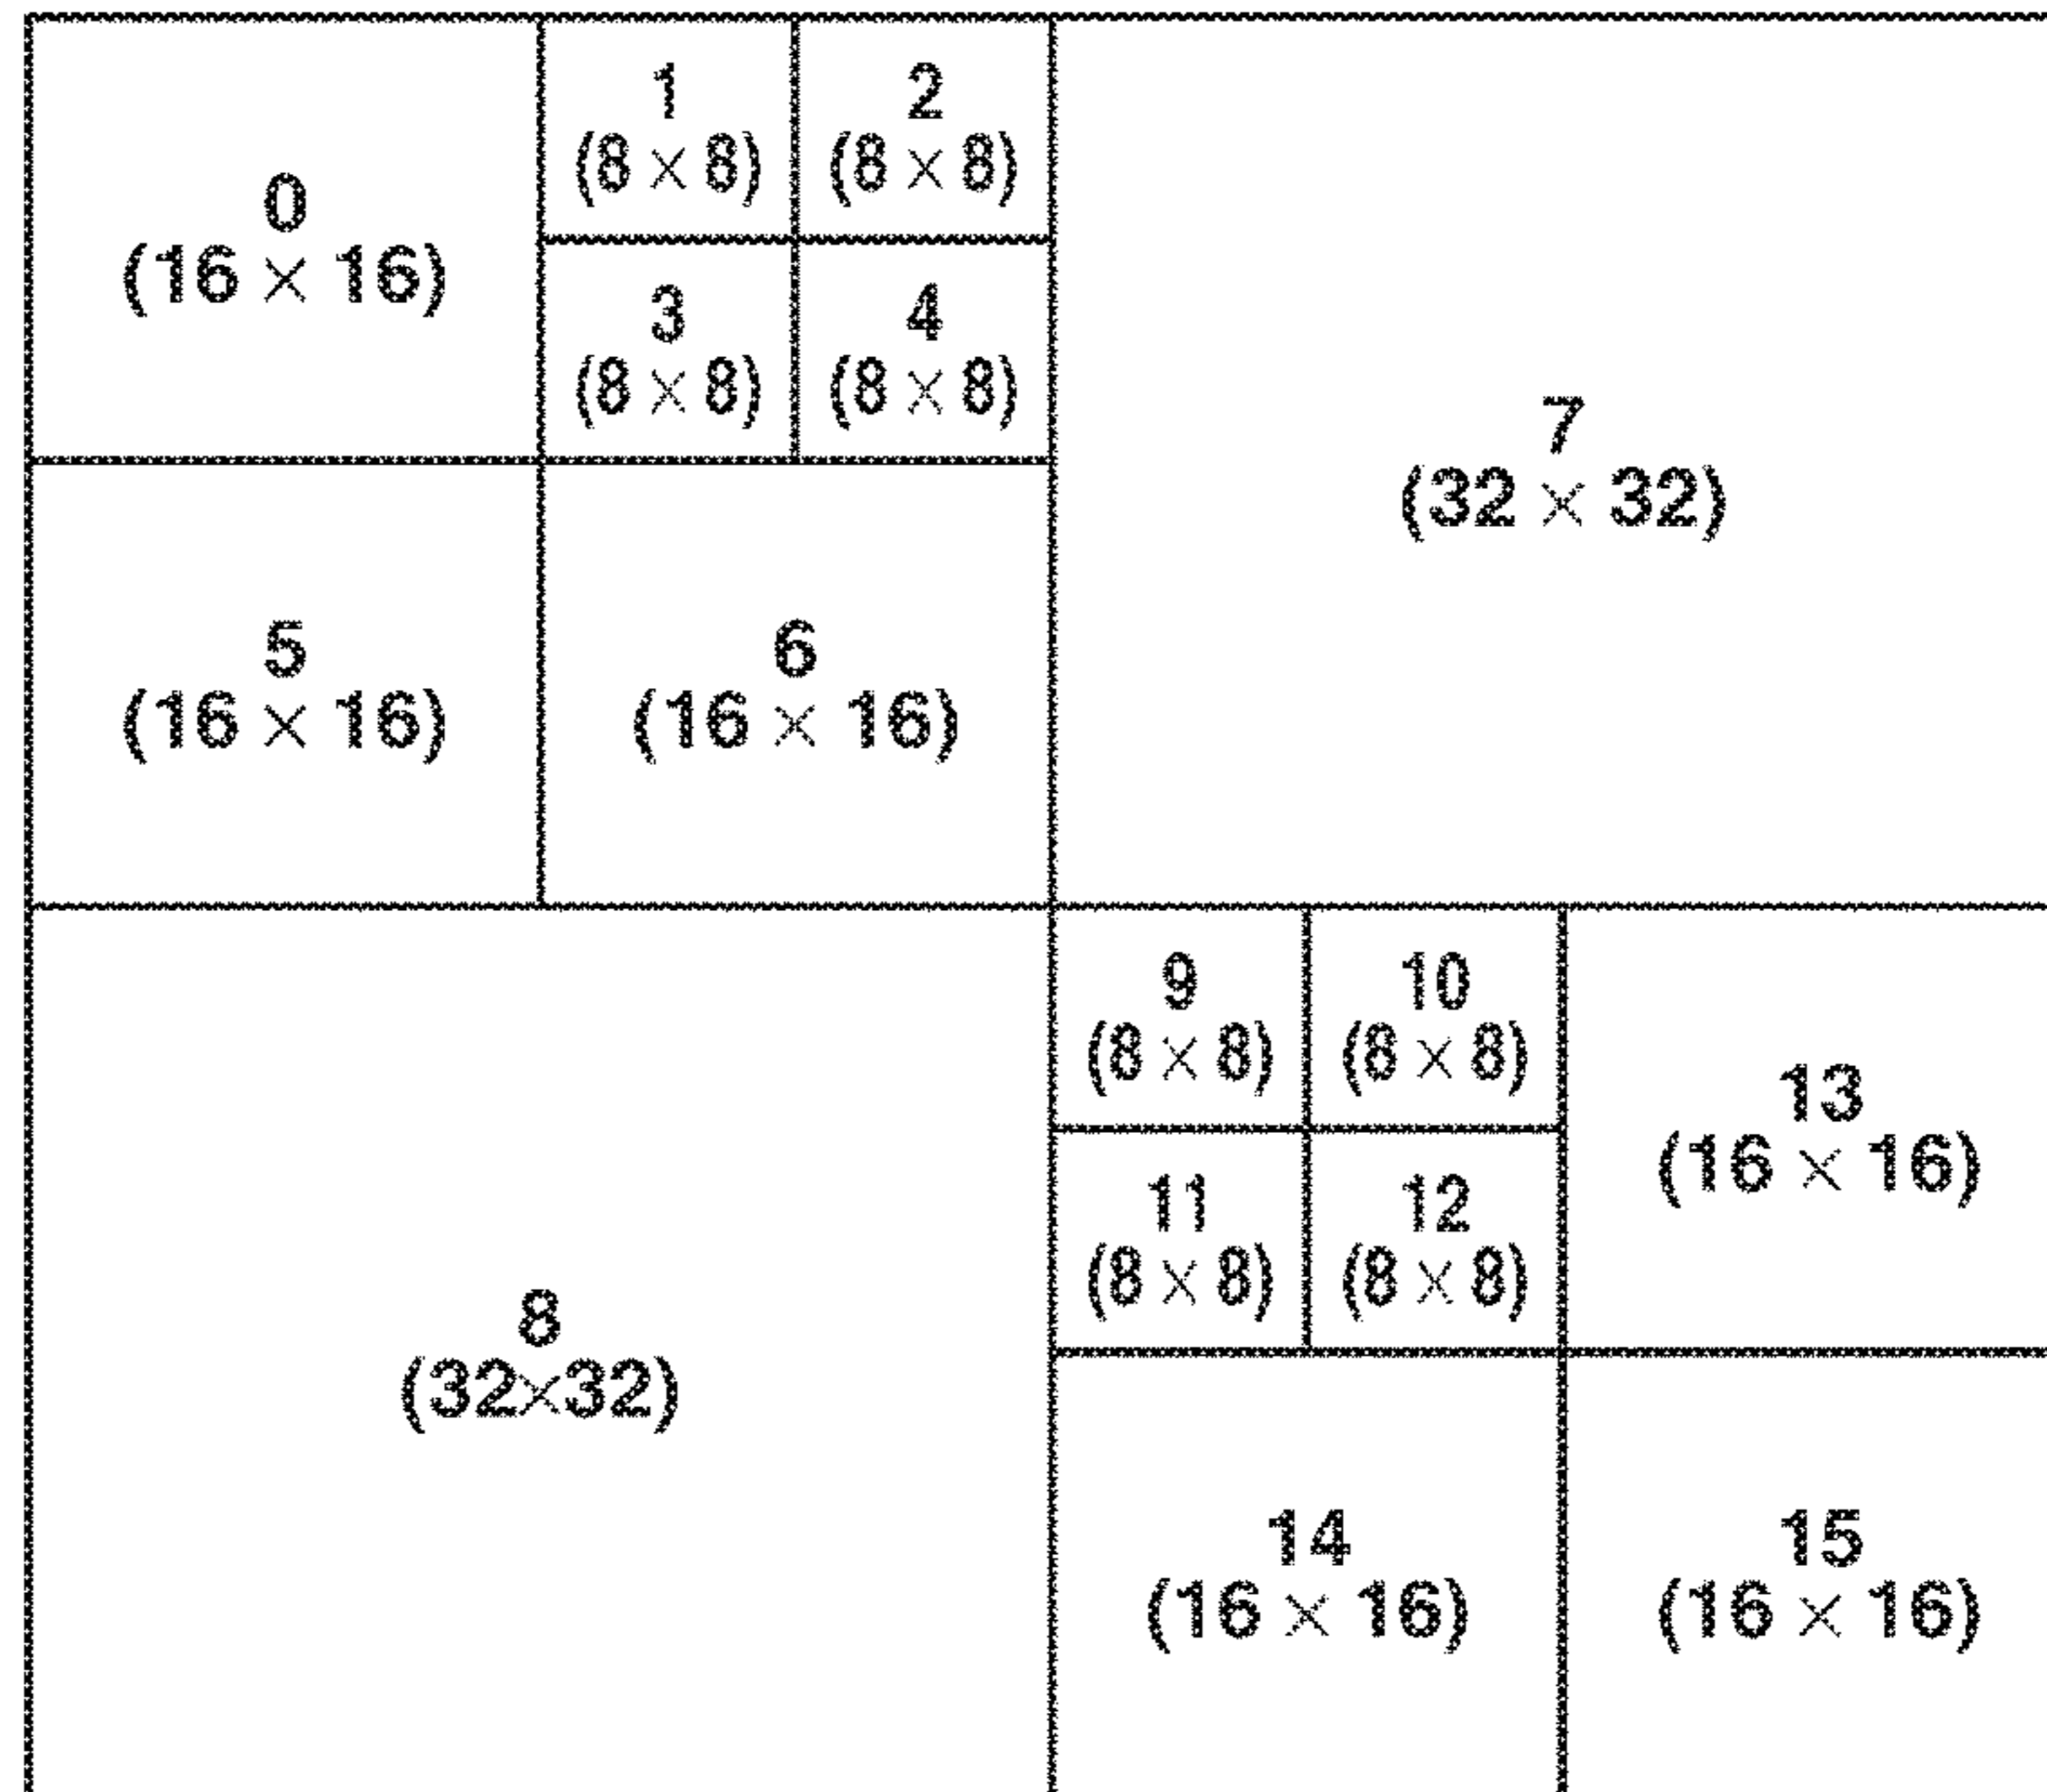 0
(16 × 16)
1
(8 × 8)
2
(8 × 8)
3
(8 × 8)
4
(8 × 8)
5
(16 × 16)
6
(16 × 16)
7
(32 × 32)
8
(32×32)
9
(8 × 8)
10
(8 × 8)
11
(8 × 8)
12
(8 × 8)
13
(16 × 16)
14
(16 × 16)
15
(16 × 16)